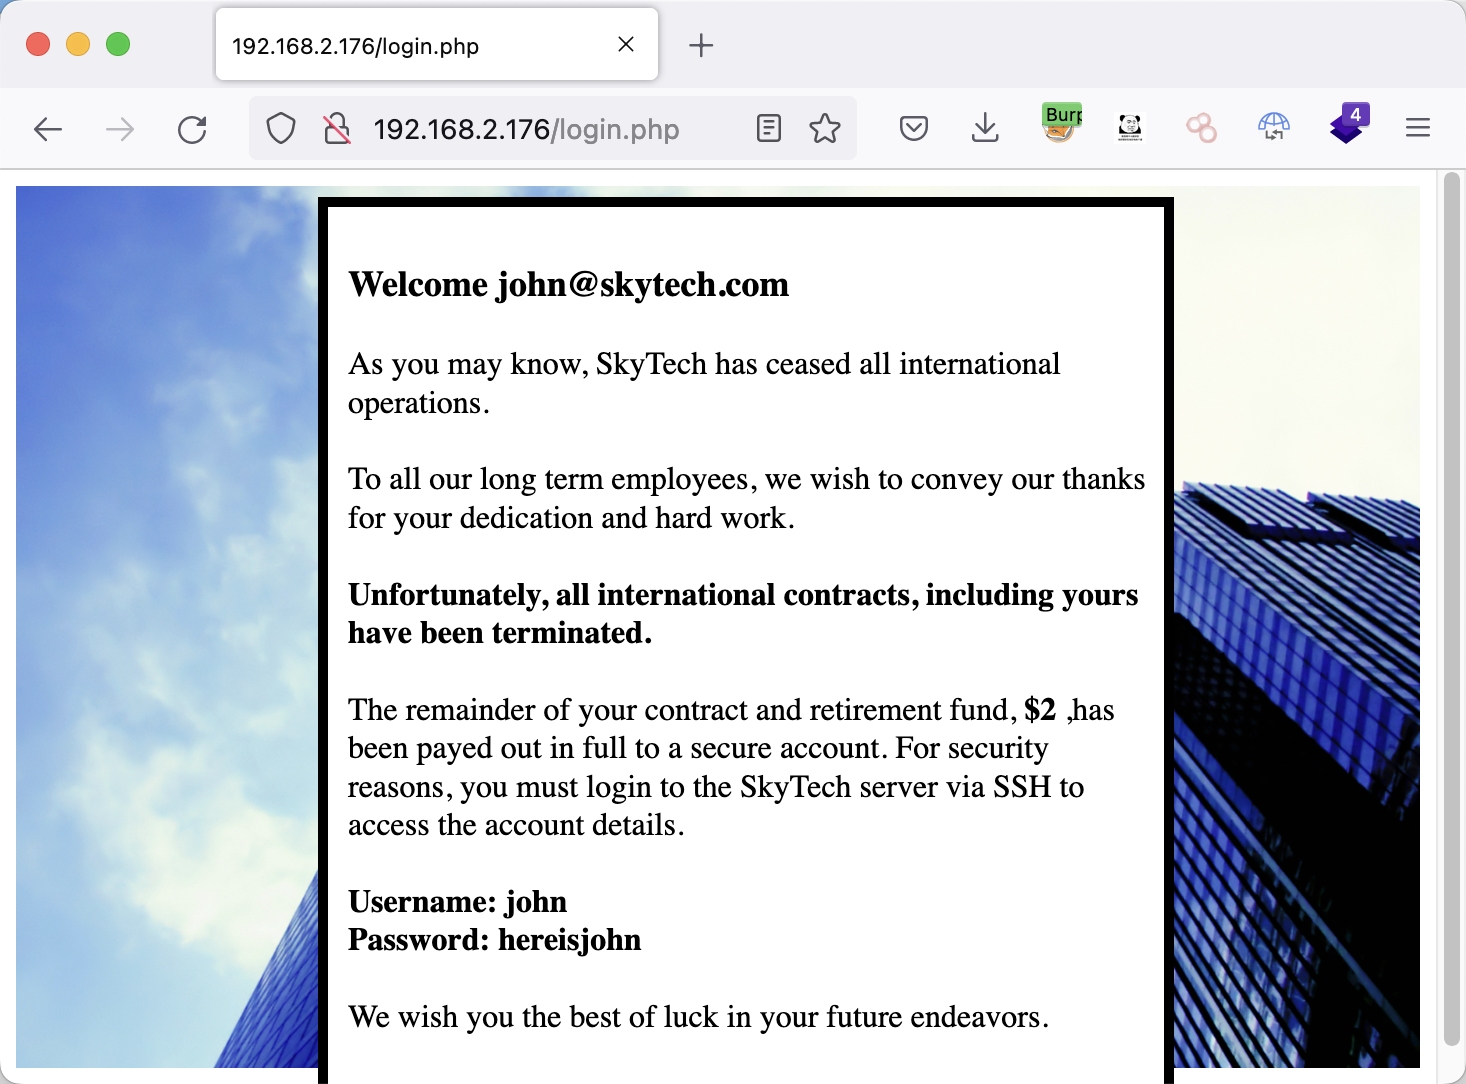 192.168.2.176/login.php
192.168.2.176/login.php
Burp
4
Welcome john@skytech.com
As you may know, SkyTech has ceased all international
operations.
To all our long term employees, we wish to convey our thanks
for your dedication and hard work.
Unfortunately, all international contracts, including yours
have been terminated.
The remainder of your contract and retirement fund, $2 ,has
been payed out in full to a secure account. For security
reasons, you must login to the SkyTech server via SSH to
access the account details.
Username: john
Password: hereisjohn
We wish you the best of luck in your future endeavors.